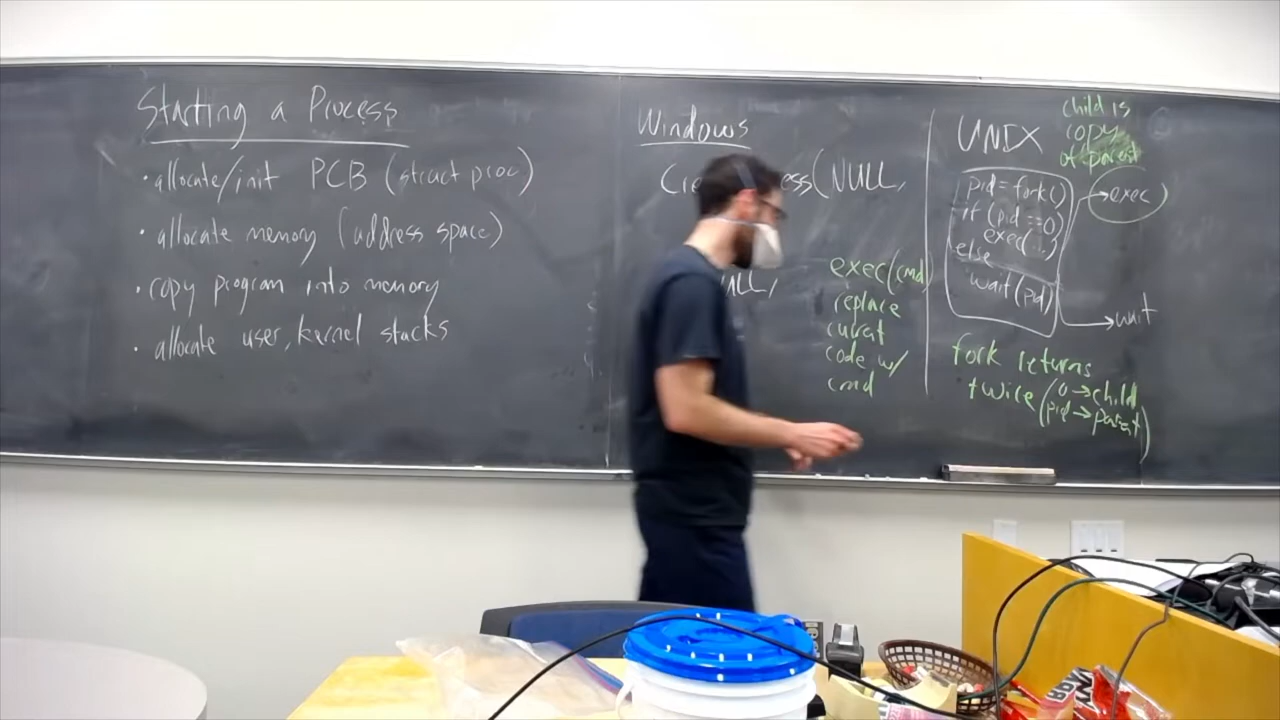 Starting a Process
· allocate/init PCB (struct proc)
· allocate memory (address space)
· copy program into memory
· allocate user, kernel stacks
Windows
(NULL,
exec(cmd)
replace
current
code w/
cmd
UNIX
child is
copy
of parent
pid = fork()
if (pid == 0)
exec(...)
else
wait(pid)
→exec
→wait
fork returns
twice (0→child
pid→parent)